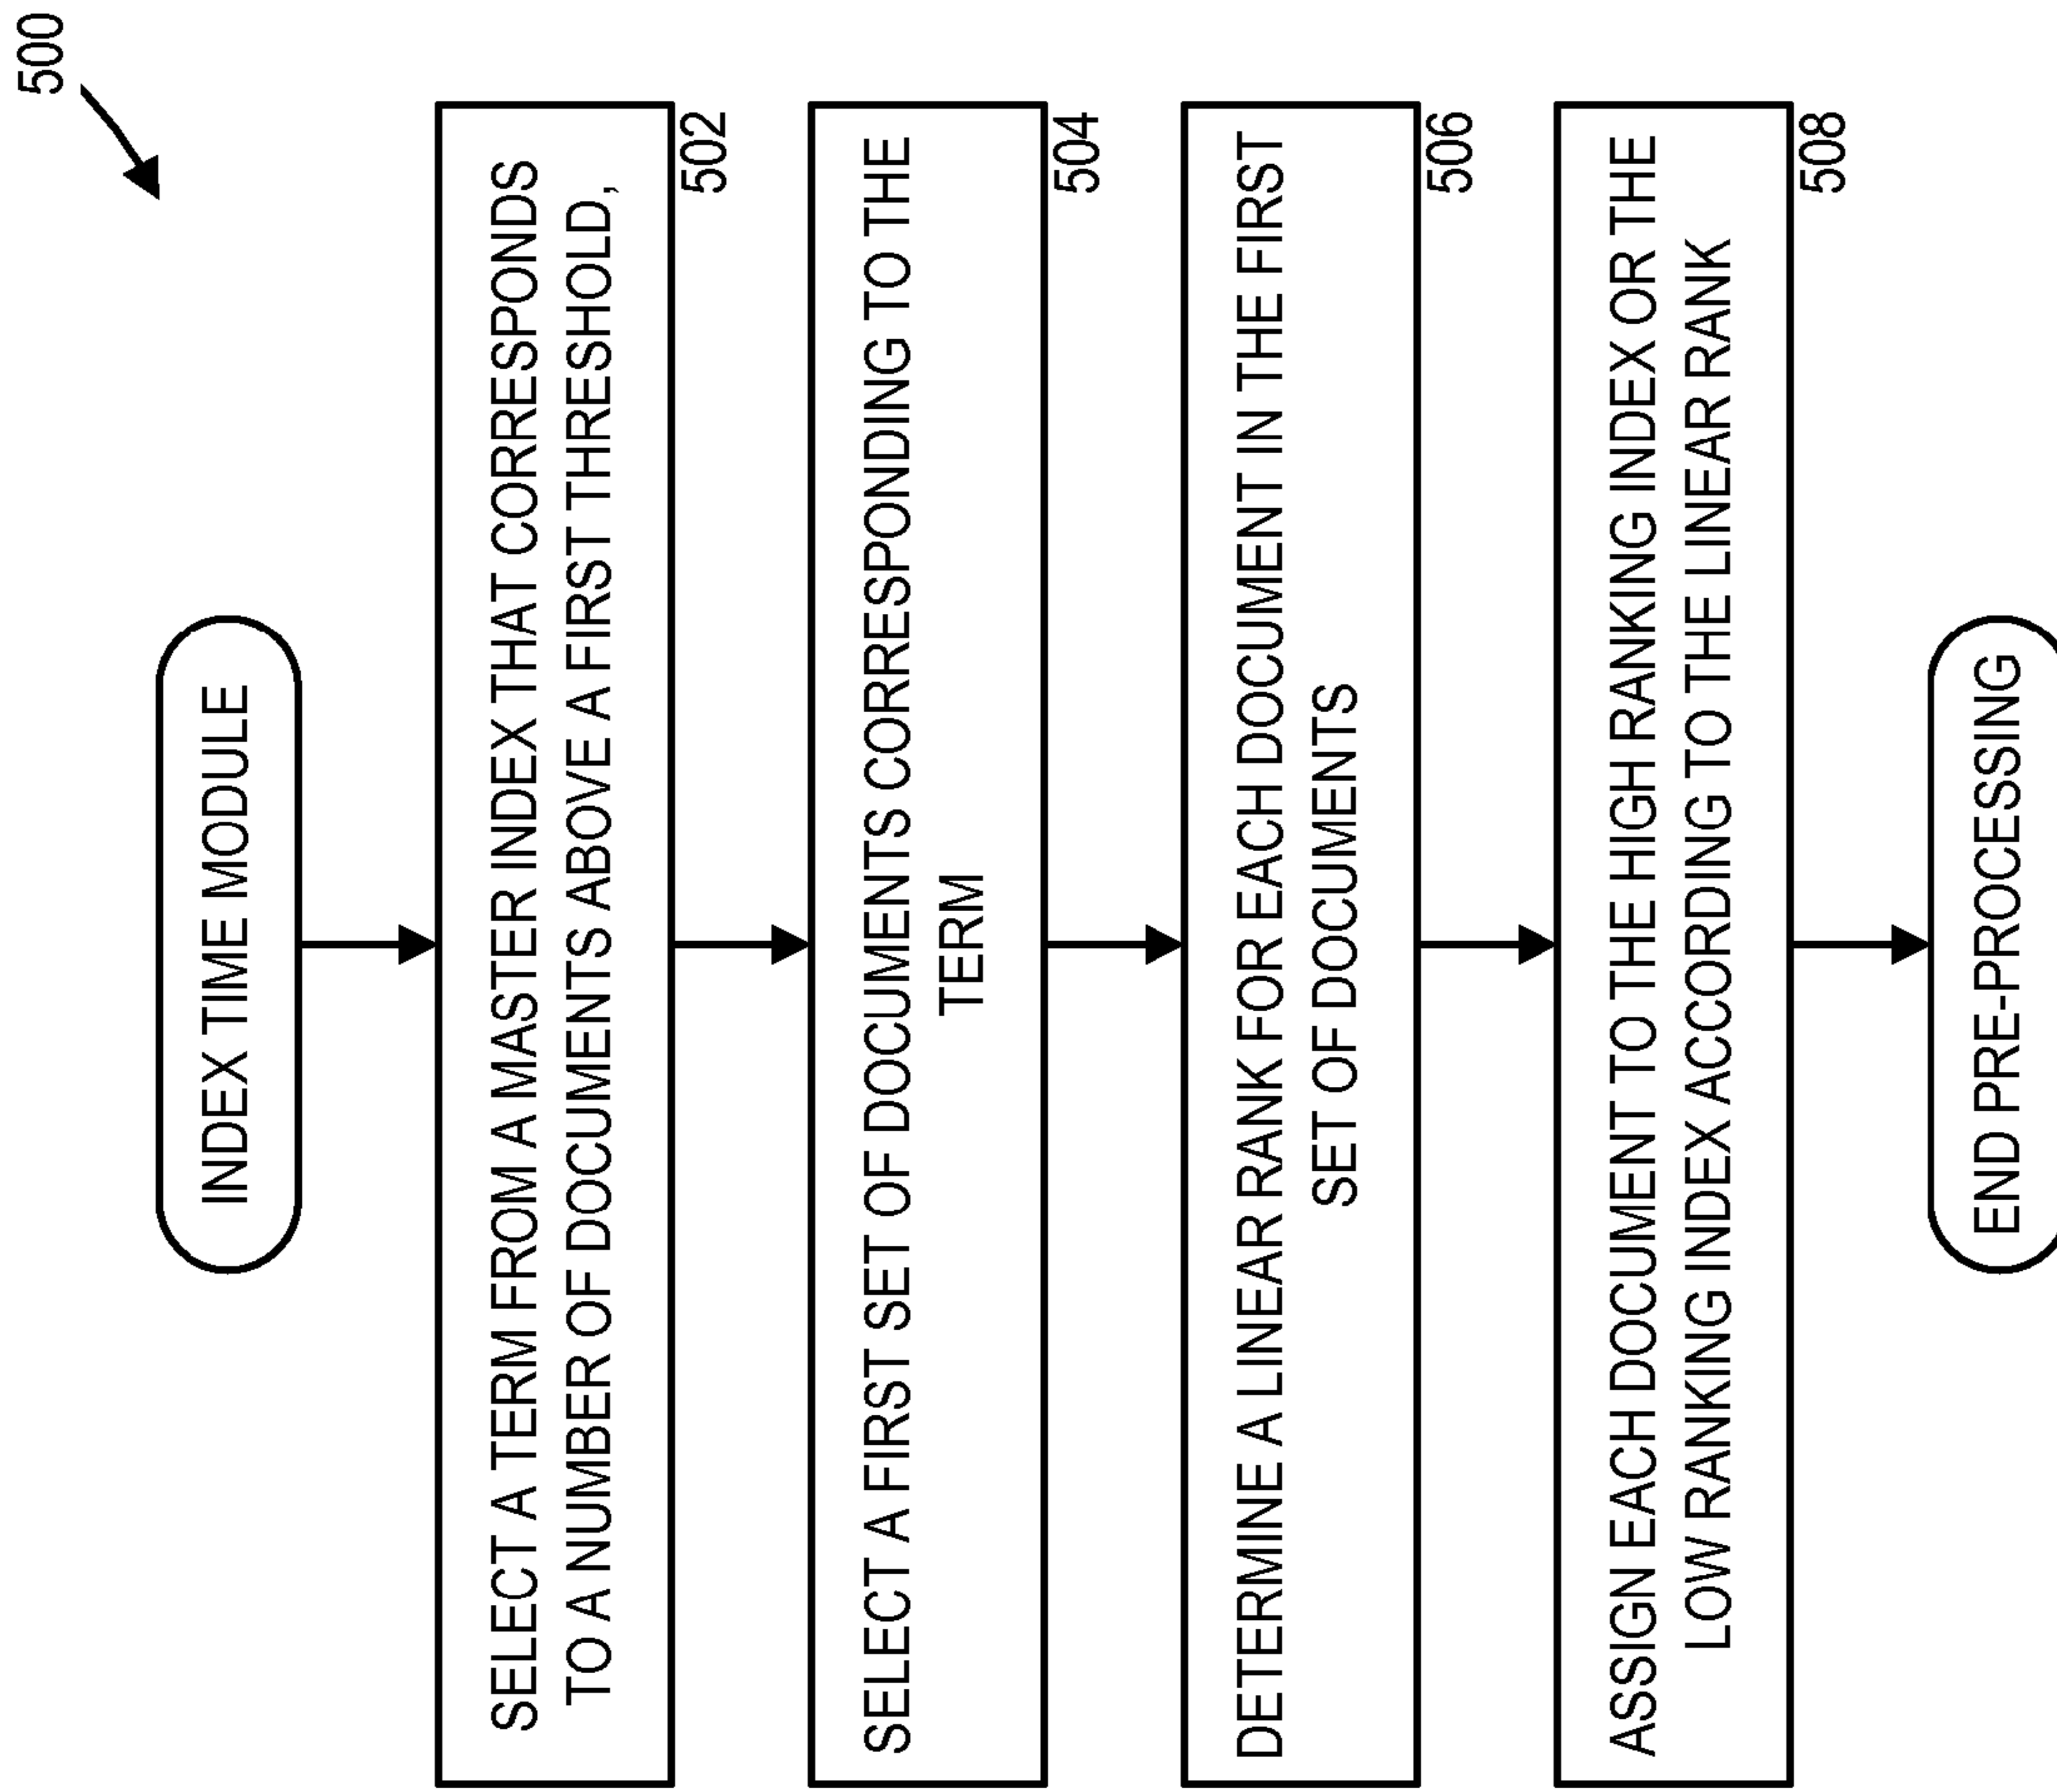 500
INDEX TIME MODULE
SELECT A TERM FROM A MASTER INDEX THAT CORRESPONDS
TO A NUMBER OF DOCUMENTS ABOVE A FIRST THRESHOLD,
502
SELECT A FIRST SET OF DOCUMENTS CORRESPONDING TO THE
TERM
504
DETERMINE A LINEAR RANK FOR EACH DOCUMENT IN THE FIRST
SET OF DOCUMENTS
506
ASSIGN EACH DOCUMENT TO THE HIGH RANKING INDEX OR THE
LOW RANKING INDEX ACCORDING TO THE LINEAR RANK
508
END PRE-PROCESSING